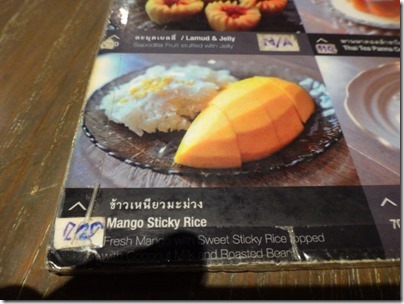 ละมุดเยลลี่ / Lamud & Jelly
Sapodilla Fruit stuffed with Jelly
N/A
Thai Tea Panna
ข้าวเหนียวมะม่วง
Mango Sticky Rice
Fresh Mango with Sweet Sticky Rice topped
with Coconut Milk and Roasted Beans